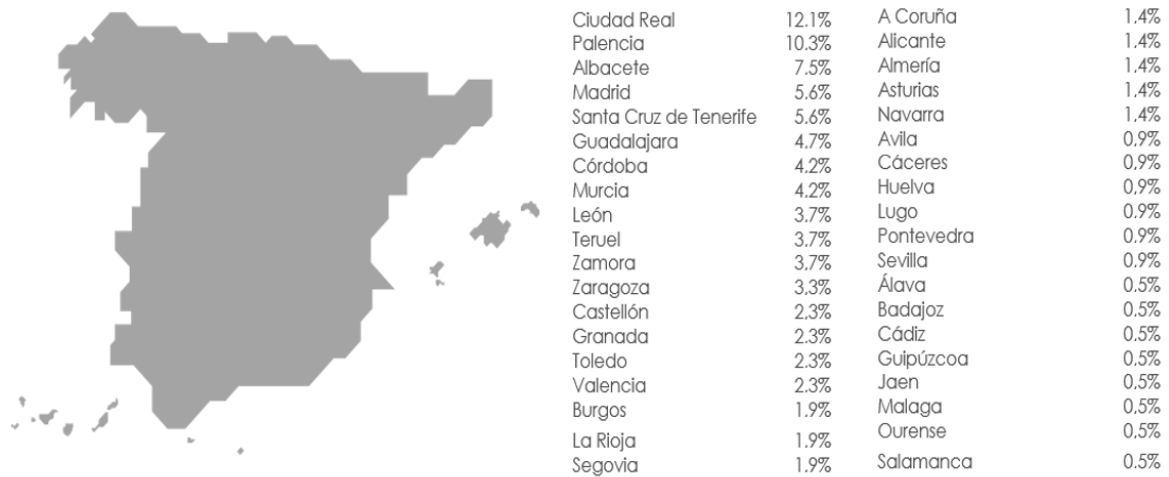 Ciudad Real 12.1%
Palencia 10.3%
Albacete 7.5%
Madrid 5.6%
Santa Cruz de Tenerife 5.6%
Guadalajara 4.7%
Córdoba 4.2%
Murcia 4.2%
León 3.7%
Teruel 3.7%
Zamora 3.7%
Zaragoza 3.3%
Castellón 2,3%
Granada 2.3%
Toledo 2.3%
Valencia 2.3%
Burgos 1.9%
La Rioja 1.9%
Segovia 1.9%
A Coruña 1,4%
Alicante 1,4%
Almería 1,4%
Asturias 1,4%
Navarra 1,4%
Avila 0,9%
Cáceres 0,9%
Huelva 0,9%
Lugo 0.9%
Pontevedra 0.9%
Sevilla 0.9%
Álava 0.5%
Badajoz 0.5%
Cádiz 0.5%
Guipúzcoa 0.5%
Jaen 0.5%
Malaga 0.5%
Ourense 0,5%
Salamanca 0.5%